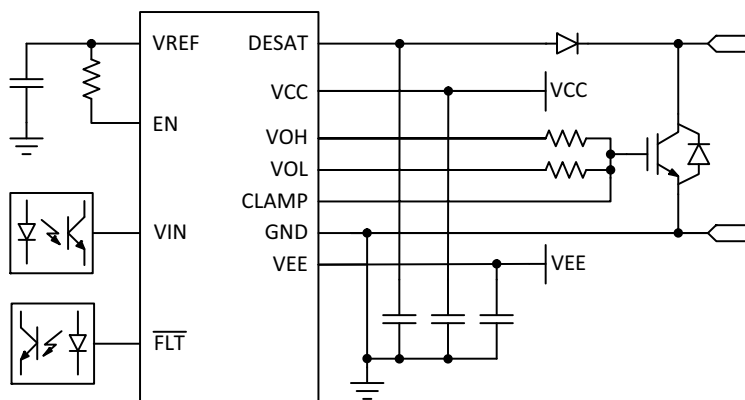 VREF
DESAT
VCC
VCC
EN
VOH
VOL
CLAMP
VIN
GND
VEE
VEE
FLT